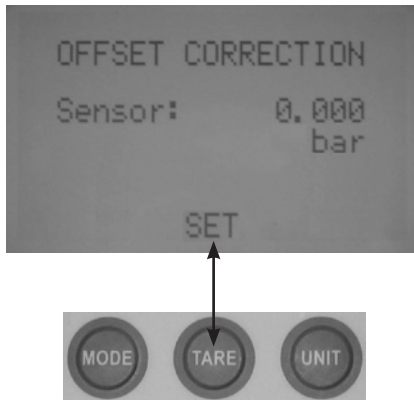 OFFSET CORRECTION
Sensor: 0.000
bar
SET
MODE TARE UNIT